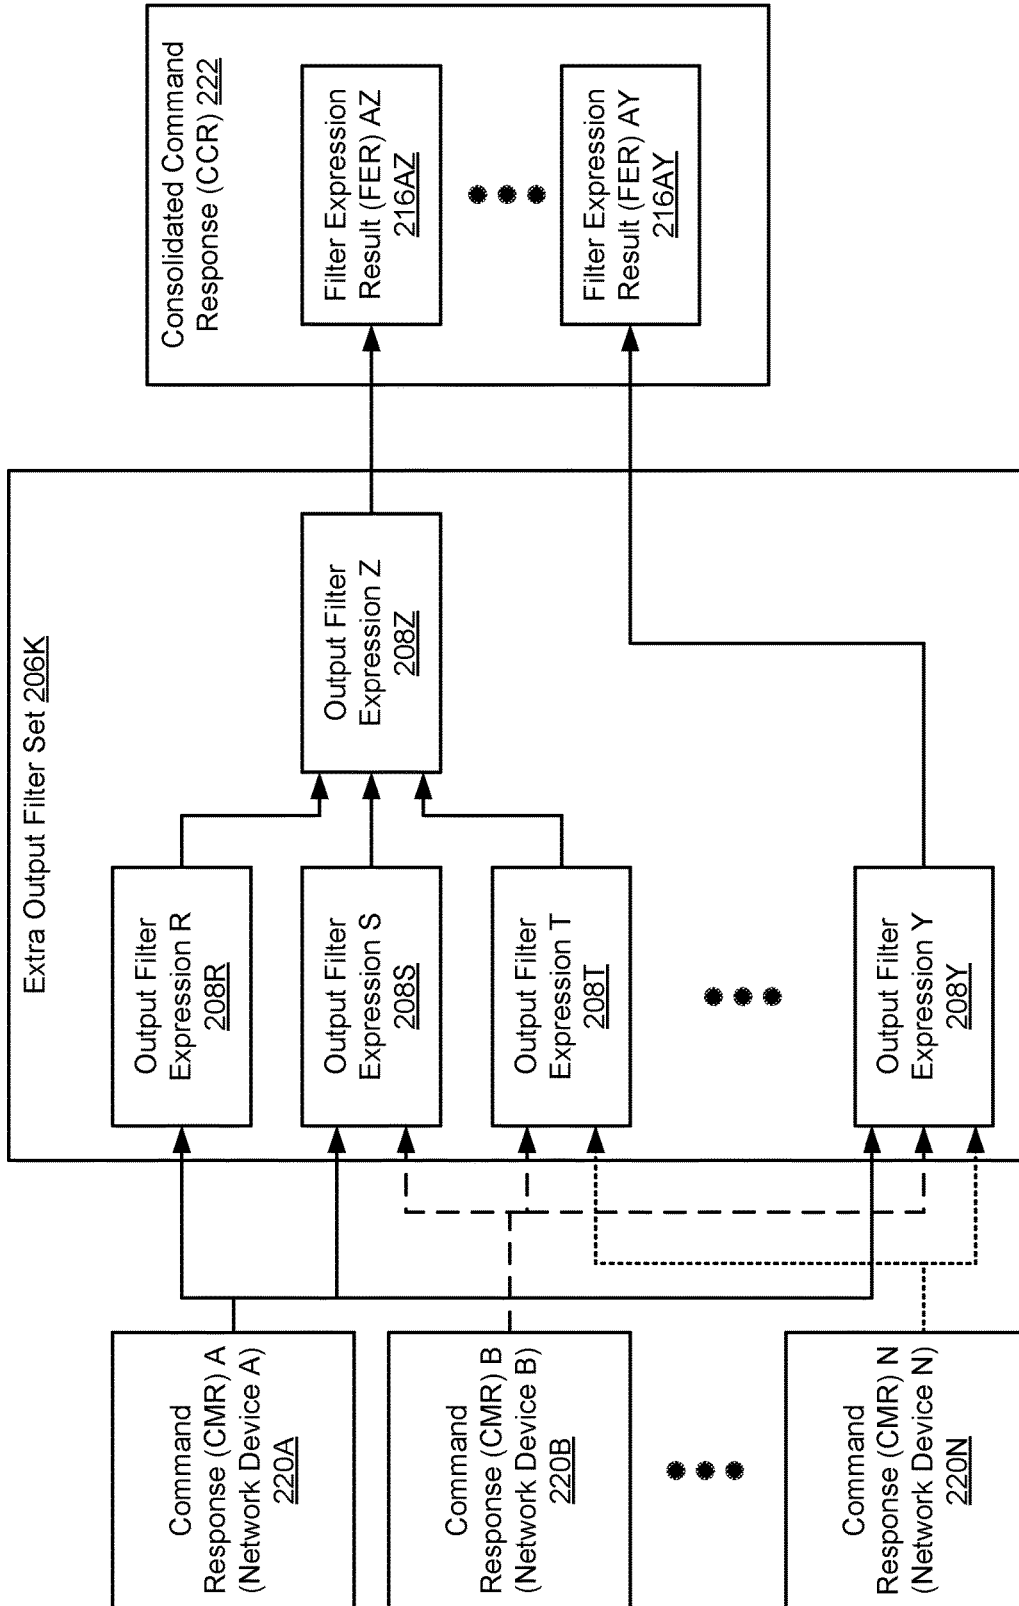 Command
Response (CMR) A
(Network Device A)
220A
Command
Response (CMR) B
(Network Device B)
220B
Command
Response (CMR) N
(Network Device N)
220N
Extra Output Filter Set 206K
Output Filter
Expression R
208R
Output Filter
Expression S
208S
Output Filter
Expression T
208T
Output Filter
Expression Y
208Y
Output Filter
Expression Z
208Z
Consolidated Command
Response (CCR) 222
Filter Expression
Result (FER) AZ
216AZ
Filter Expression
Result (FER) AY
216AY